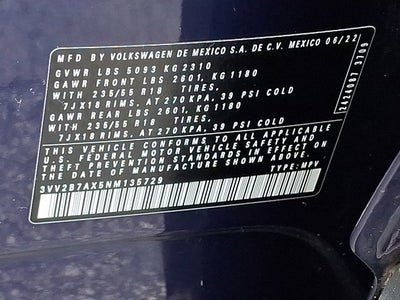 MFD BY VOLKSWAGEN DE MEXICO S.A. DE C.V. MEXICO 06/22
GVWR LBS 5093 KG 2310
GAWR FRONT LBS 2601, KG 1180
WITH 235/55 R18 TIRES,
7JX18 RIMS, AT 270 KPA, 39 PSI COLD
GAWR REAR LBS 2601, KG 1180
WITH 235/55 R18 TIRES,
7JX18 RIMS, AT 270 KPA, 39 PSI COLD
THIS VEHICLE CONFORMS TO ALL APPLICABLE
U.S. FEDERAL MOTOR VEHICLE SAFETY AND
THEFT PREVENTION STANDARDS IN EFFECT ON THE
DATE OF MANUFACTURE SHOWN ABOVE.
3VV2B7AX5NM135729 TYPE: MPV